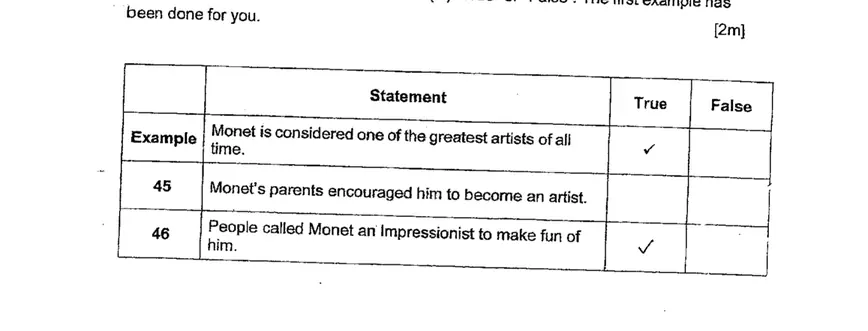 been done for you.
[2m]
Statement
True
False
Example
Monet is considered one of the greatest artists of all
time.
✓
45
Monet's parents encouraged him to become an artist.
46
People called Monet an Impressionist to make fun of
him.
✓